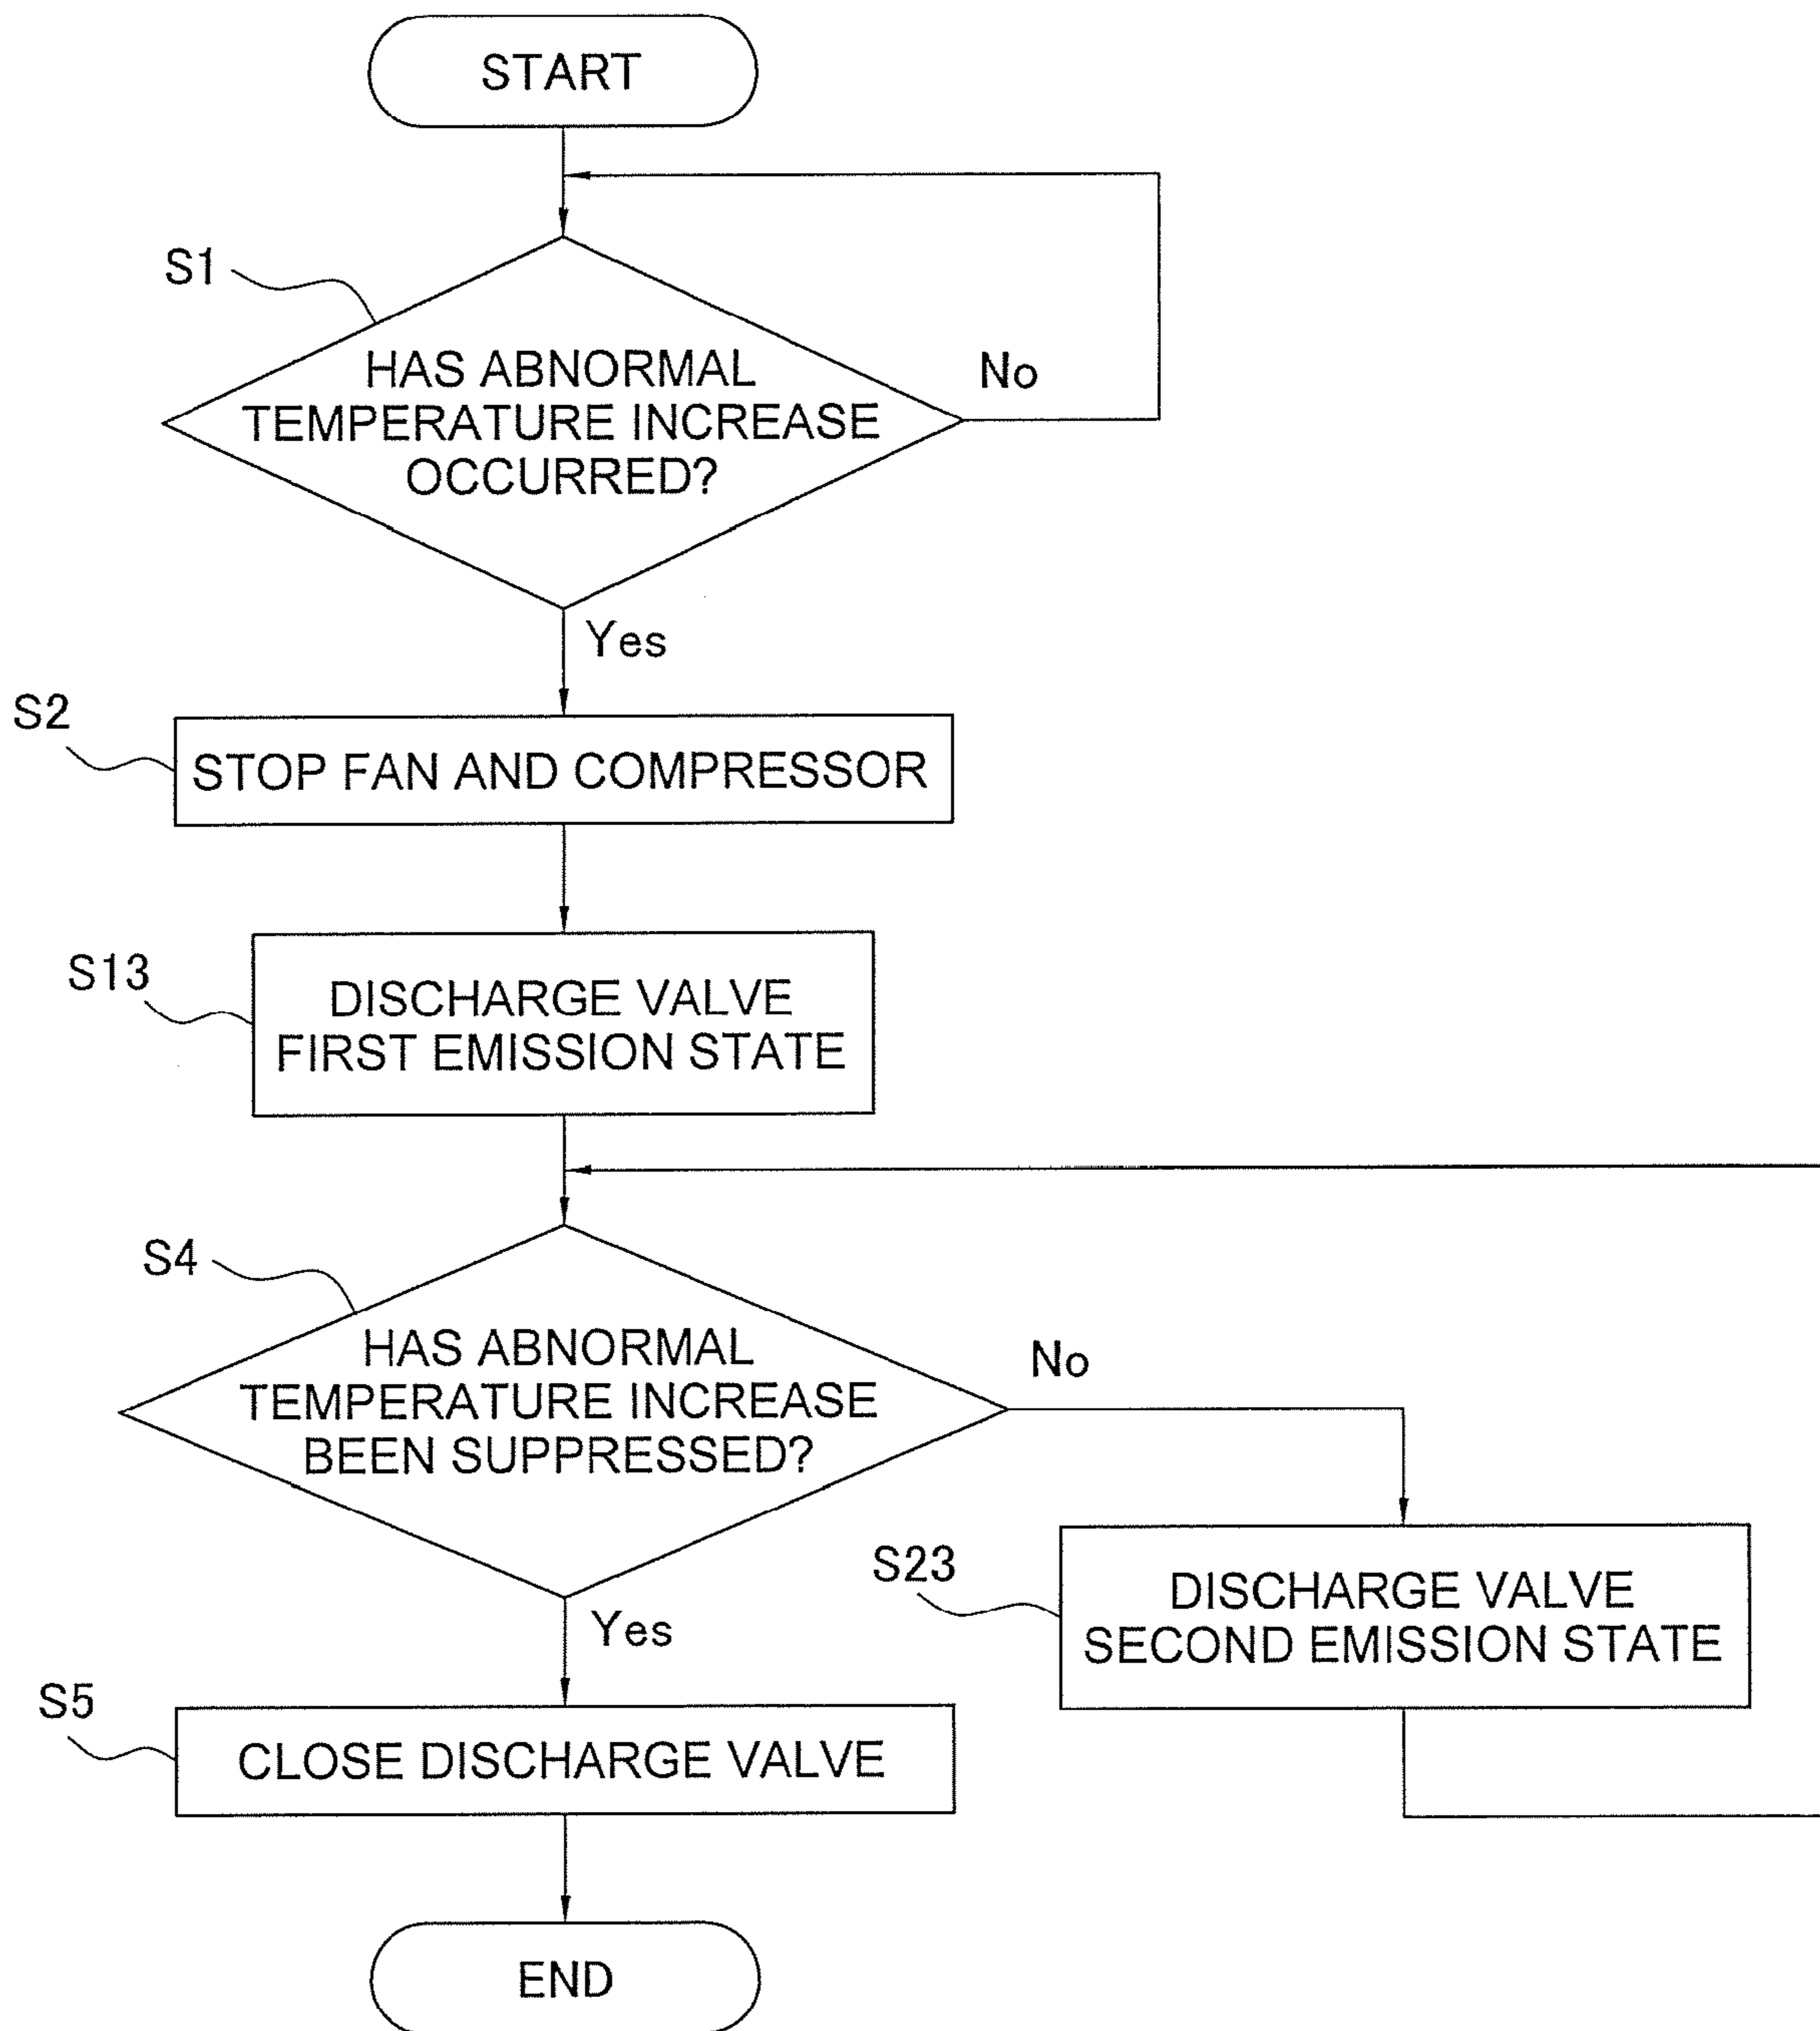 START
S1
HAS ABNORMAL
TEMPERATURE INCREASE
OCCURRED?
No
Yes
S2
STOP FAN AND COMPRESSOR
S13
DISCHARGE VALVE
FIRST EMISSION STATE
S4
HAS ABNORMAL
TEMPERATURE INCREASE
BEEN SUPPRESSED?
No
Yes
S23
DISCHARGE VALVE
SECOND EMISSION STATE
S5
CLOSE DISCHARGE VALVE
END